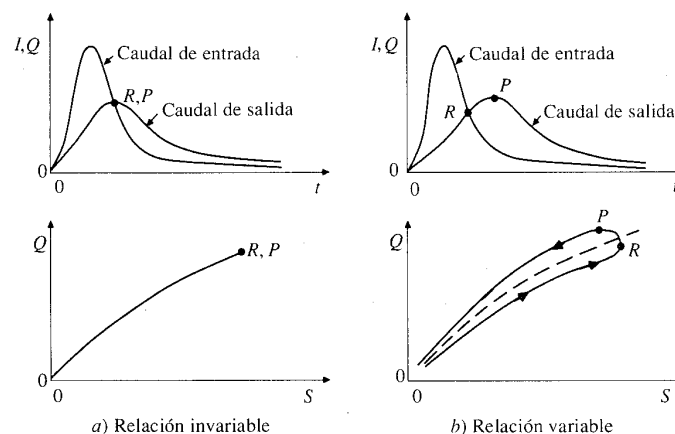 I,Q
Caudal de entrada
R, P
Caudal de salida
0
0
t
I,Q
Caudal de entrada
P
R
Caudal de salida
0
0
t
Q
R, P
0
0
S
a) Relación invariable
Q
P
R
0
0
S
b) Relación variable